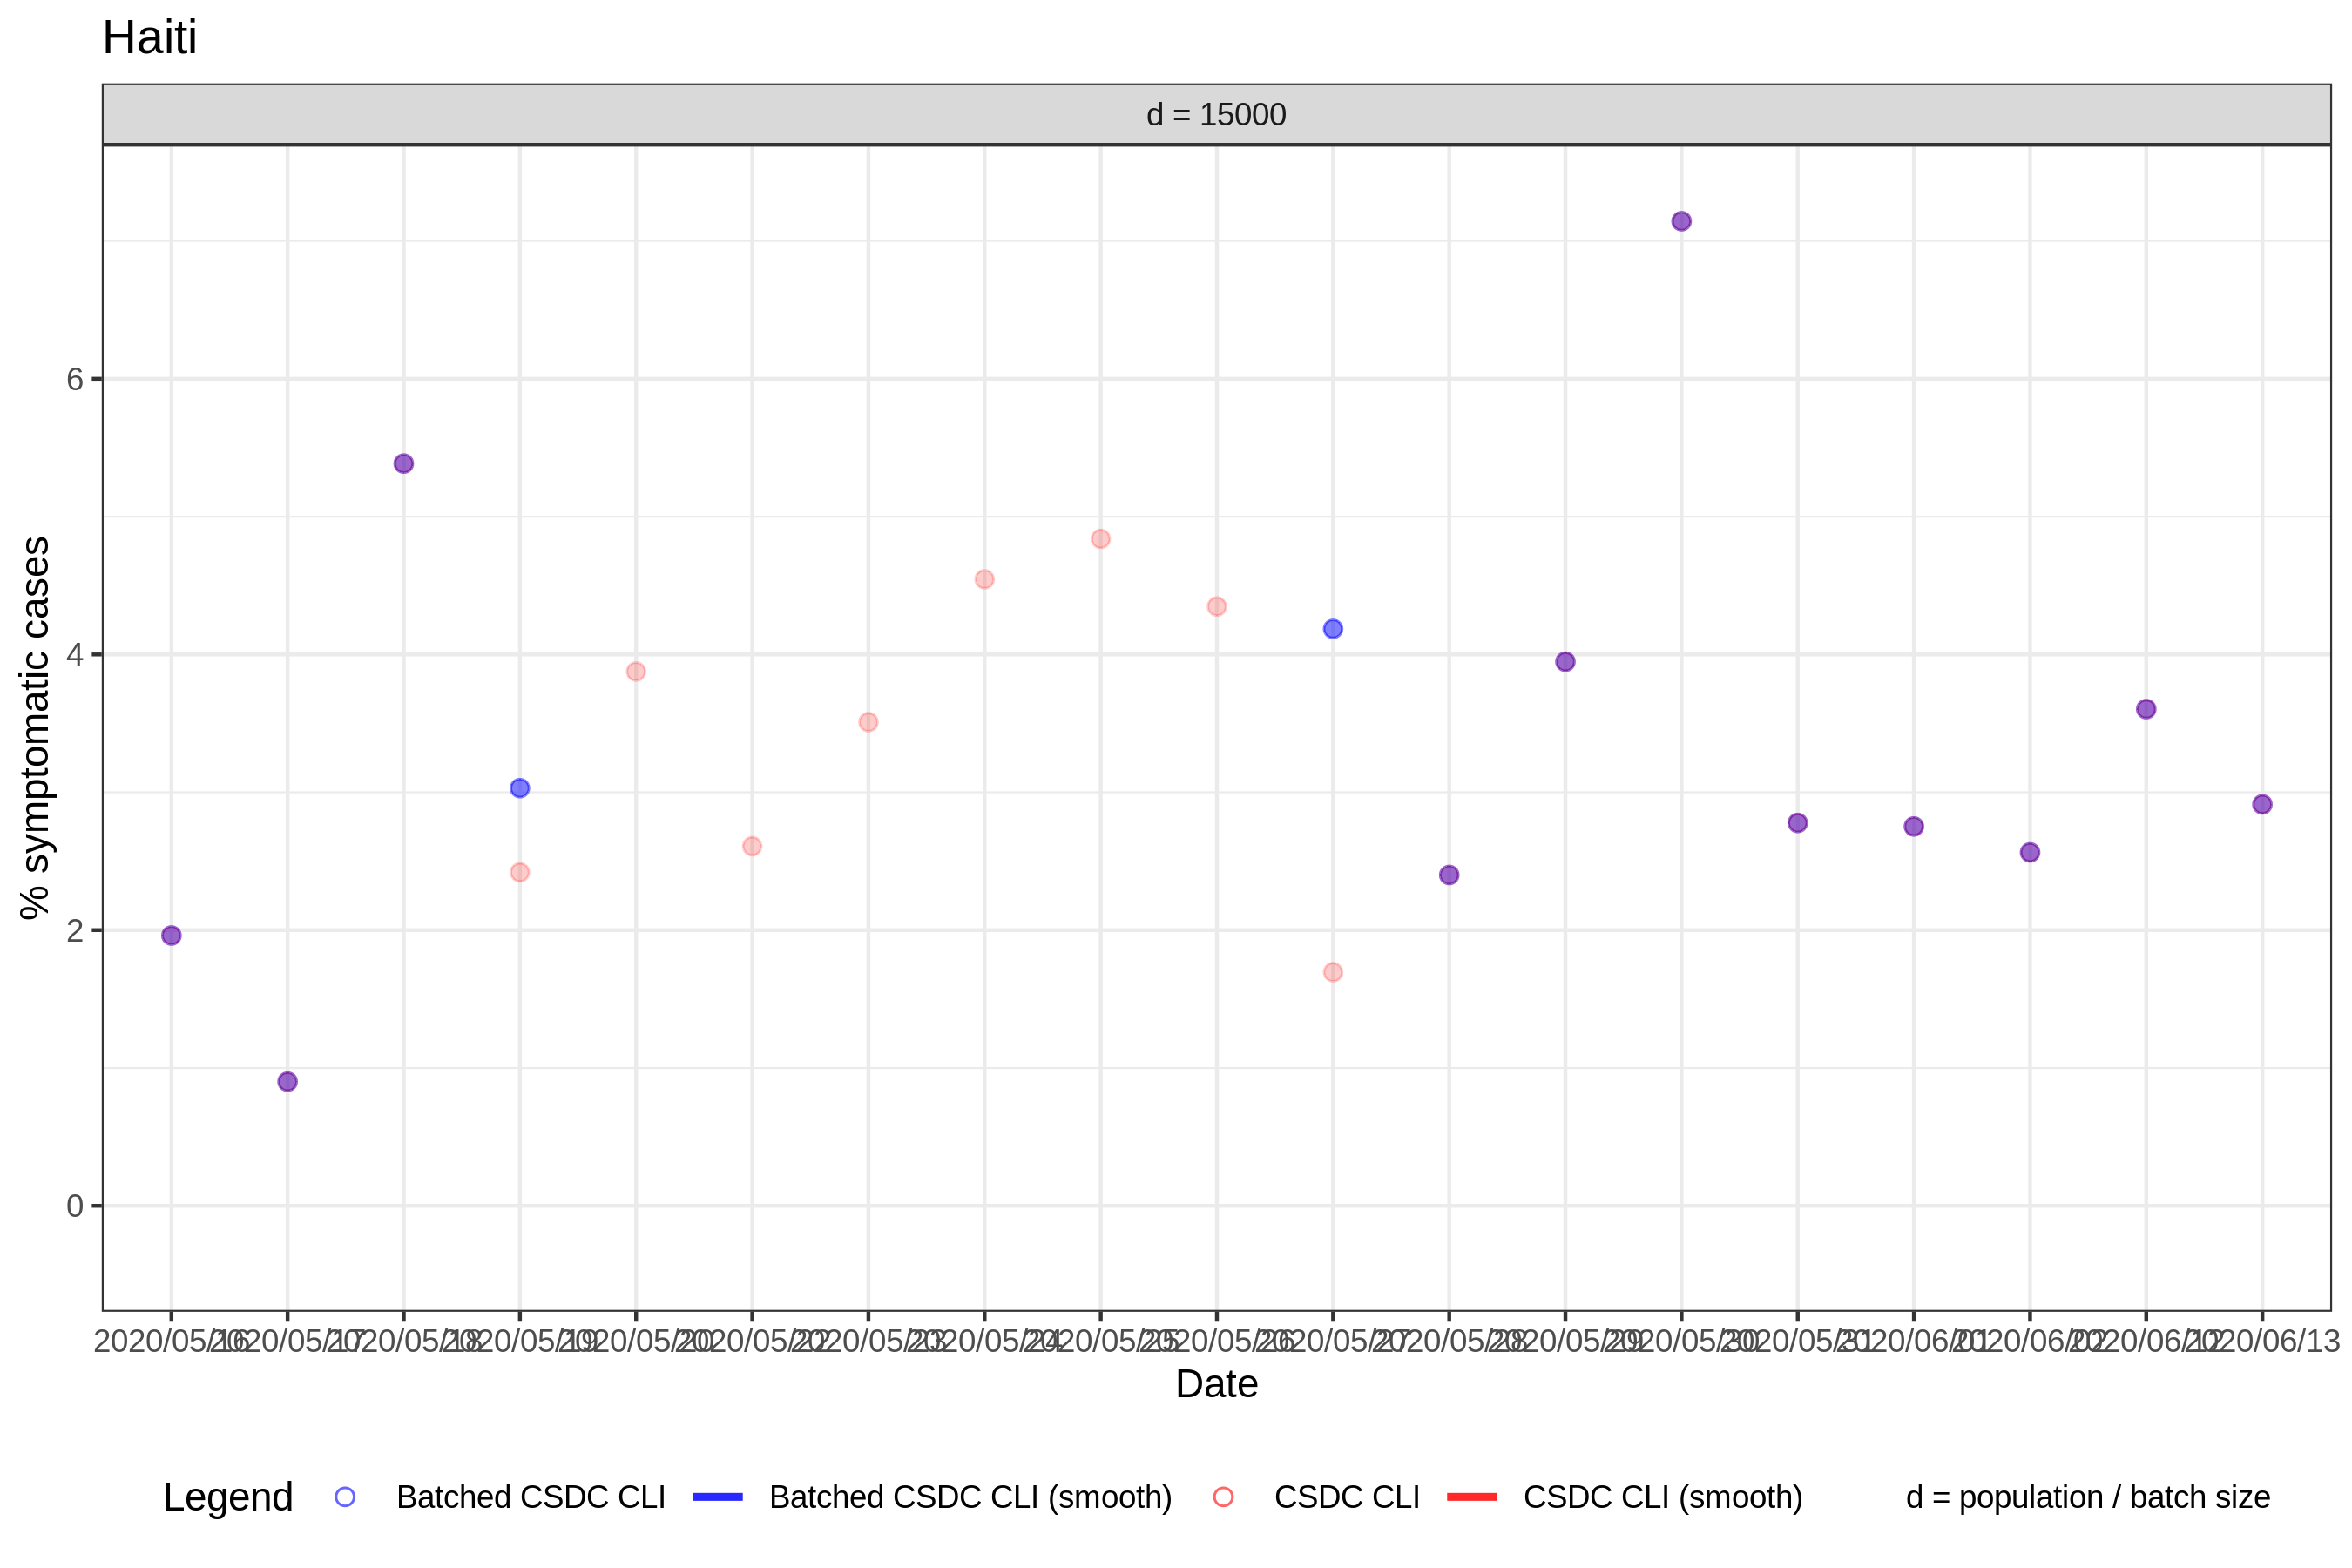 Haiti
d = 15000
% symptomatic cases
6
4
2
0
2020/05/16 2020/05/17 2020/05/18 2020/05/19 2020/05/20 2020/05/22 2020/05/23 2020/05/24 2020/05/25 2020/05/26 2020/05/27 2020/05/28 2020/05/29 2020/05/30 2020/05/31 2020/06/01 2020/06/02 2020/06/12 2020/06/13
Date
Legend Batched CSDC CLI Batched CSDC CLI (smooth) CSDC CLI CSDC CLI (smooth) d = population / batch size